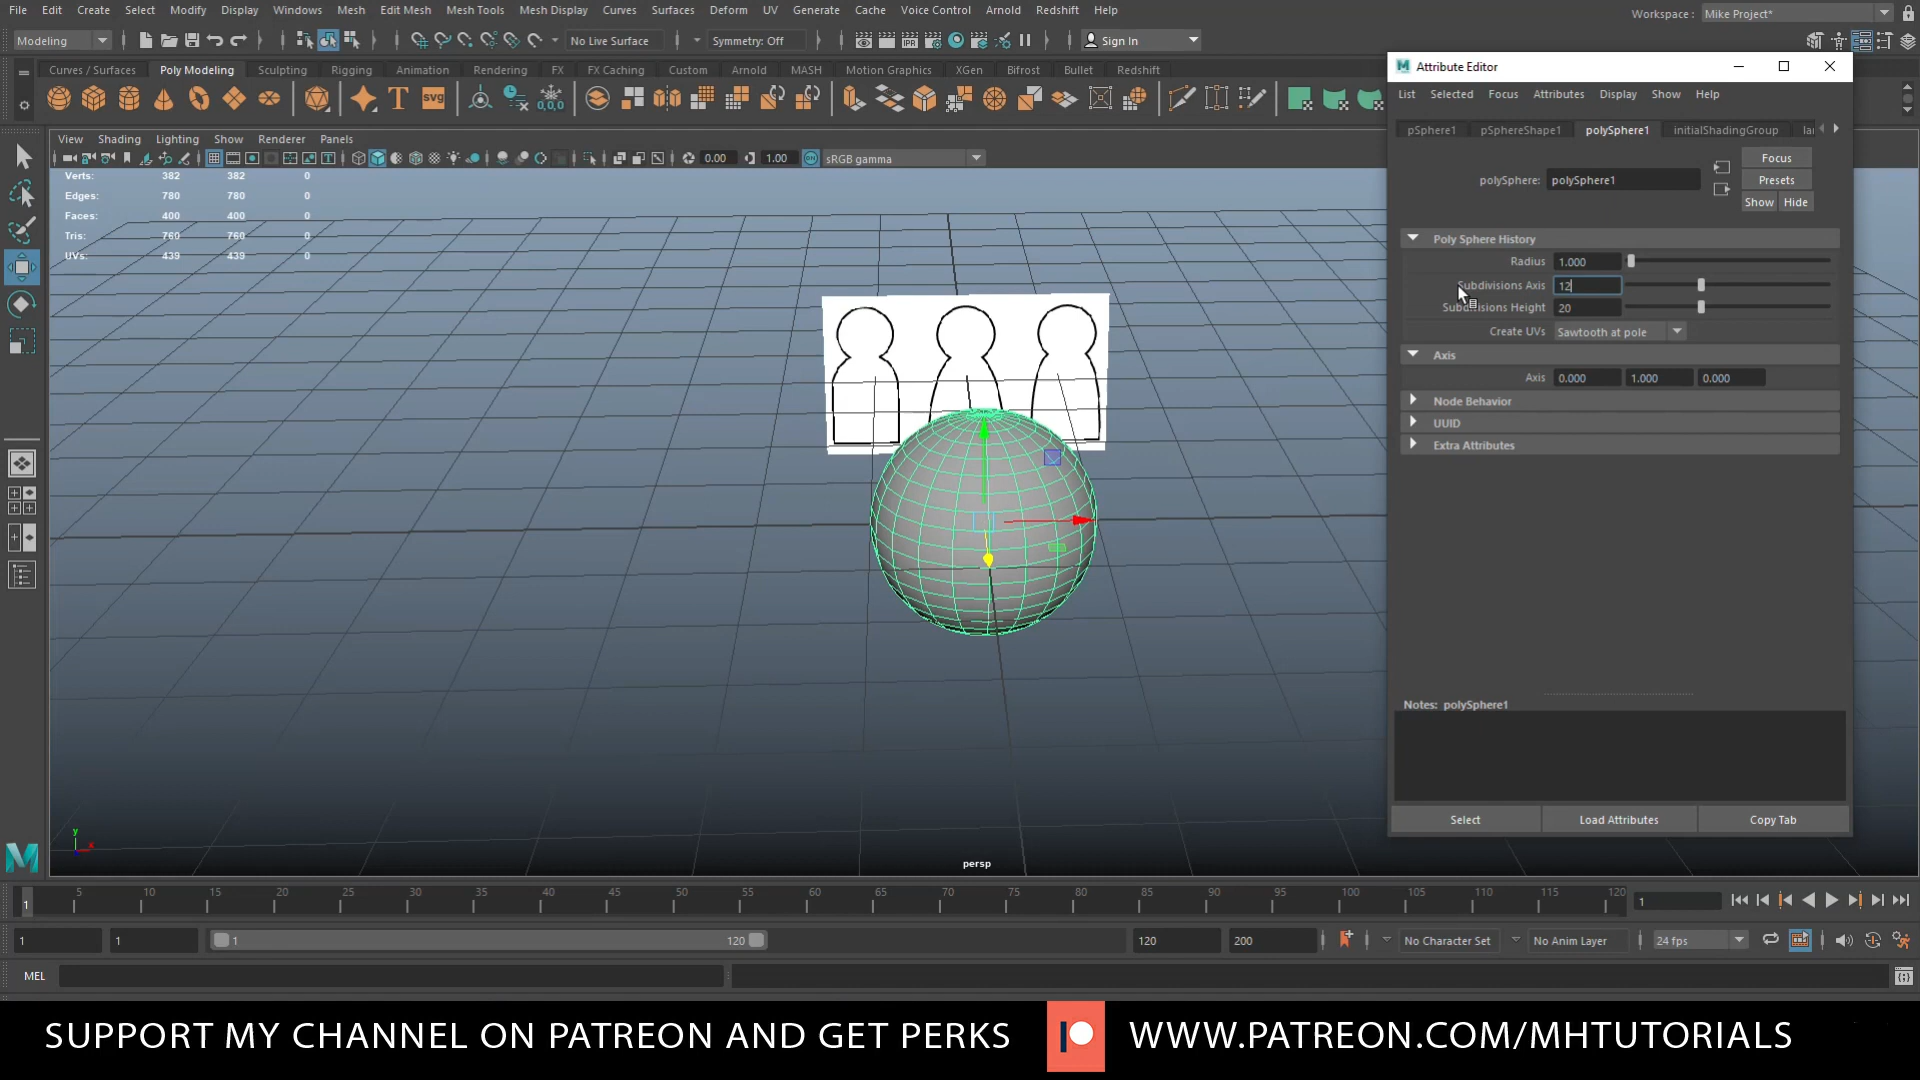 File Edit Create Select Modify Display Windows Mesh Edit Mesh Mesh Tools Mesh Display Curves Surfaces Deform UV Generate Cache Voice Control Arnold Redshift Help
Workspace : Mike Project*
Modeling No Live Surface Symmetry: Off Sign In
Curves / Surfaces Poly Modeling Sculpting Rigging Animation Rendering FX FX Caching Custom Arnold MASH Motion Graphics XGen Bifrost Bullet Redshift
View Shading Lighting Show Renderer Panels
0.00 1.00 sRGB gamma
Verts: 382 382 0
Edges: 780 780 0
Faces: 400 400 0
Tris: 760 760 0
UVs: 439 439 0
persp
Attribute Editor
List Selected Focus Attributes Display Show Help
pSphere1 pSphereShape1 polySphere1 initialShadingGroup
polySphere: polySphere1
Focus
Presets
Show Hide
Poly Sphere History
Radius 1.000
Subdivisions Axis 12
Subdivisions Height 20
Create UVs Sawtooth at pole
Axis
Axis 0.000 1.000 0.000
Node Behavior
UUID
Extra Attributes
Notes: polySphere1
Select Load Attributes Copy Tab
1 5 10 15 20 25 30 35 40 45 50 55 60 65 70 75 80 85 90 95 100 105 110 115 120 1
1 1 1 120 120 200 No Character Set No Anim Layer 24 fps
MEL
SUPPORT MY CHANNEL ON PATREON AND GET PERKS WWW.PATREON.COM/MHTUTORIALS